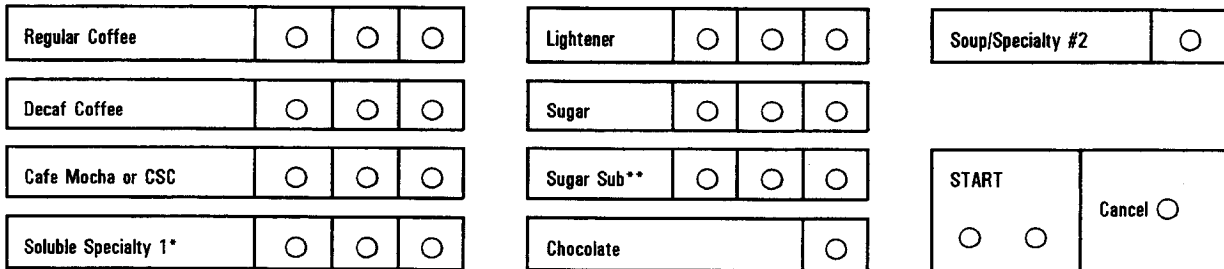 Regular Coffee
Lightener
Soup/Specialty #2
Decaf Coffee
Sugar
Cafe Mocha or CSC
Sugar Sub**
START
Cancel
Soluble Specialty 1*
Chocolate